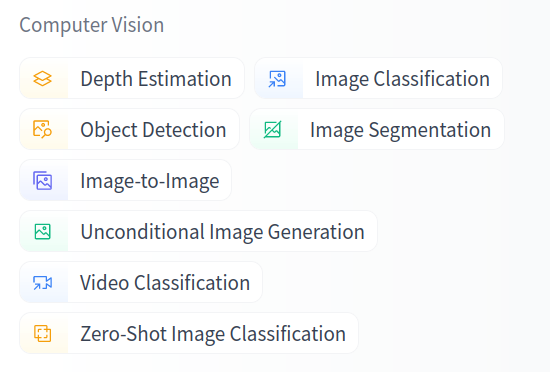 Computer Vision
Depth Estimation Image Classification
Object Detection Image Segmentation
Image-to-Image
Unconditional Image Generation
Video Classification
Zero-Shot Image Classification